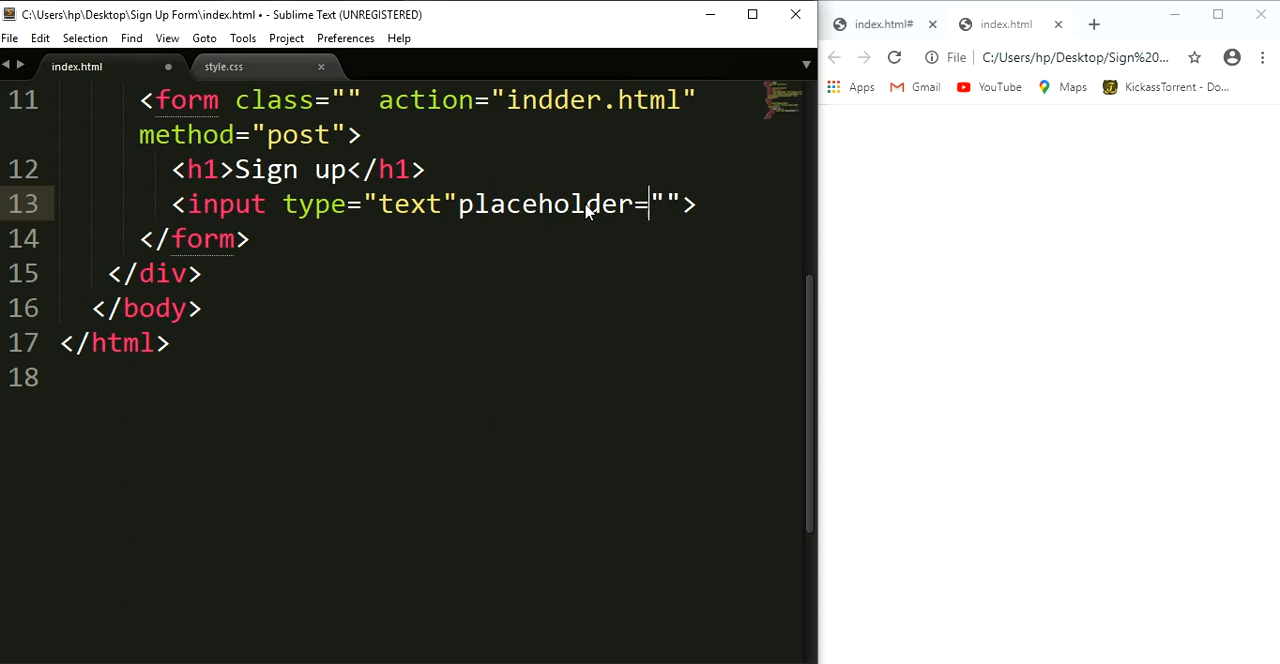 C:\Users\hp\Desktop\Sign Up Form\index.html • - Sublime Text (UNREGISTERED)
File Edit Selection Find View Goto Tools Project Preferences Help
index.html
style.css
11 <form class="" action="indder.html"
method="post">
12 <h1>Sign up</h1>
13 <input type="text"placeholder="">
14 </form>
15 </div>
16 </body>
17 </html>
18
index.html#
index.html
File C:/Users/hp/Desktop/Sign%20...
Apps Gmail YouTube Maps KickassTorrent - Do...